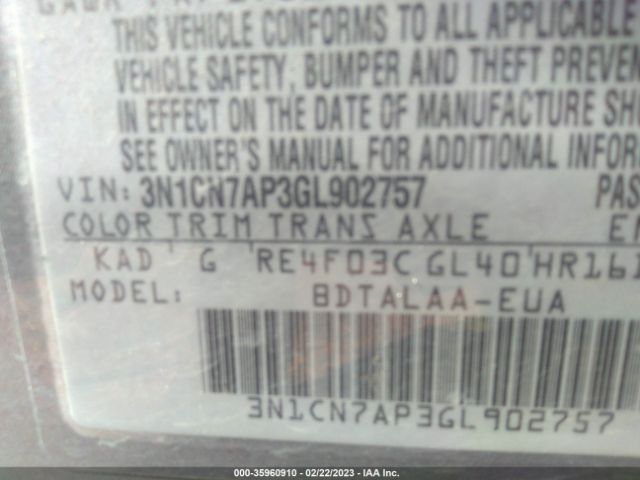 THIS VEHICLE CONFORMS TO ALL APPLICABLE
VEHICLE SAFETY, BUMPER AND THEFT PREVEN
IN EFFECT ON THE DATE OF MANUFACTURE SH
SEE OWNER'S MANUAL FOR ADDITIONAL INFOR
VIN: 3N1CN7AP3GL902757 PAS
COLOR TRIM TRANS AXLE EN
KAD G RE4F03C GL40 HR161
MODEL: BDTALAA-EUA
3N1CN7AP3GL902757
000-35960910 - 02/22/2023 - IAA Inc.